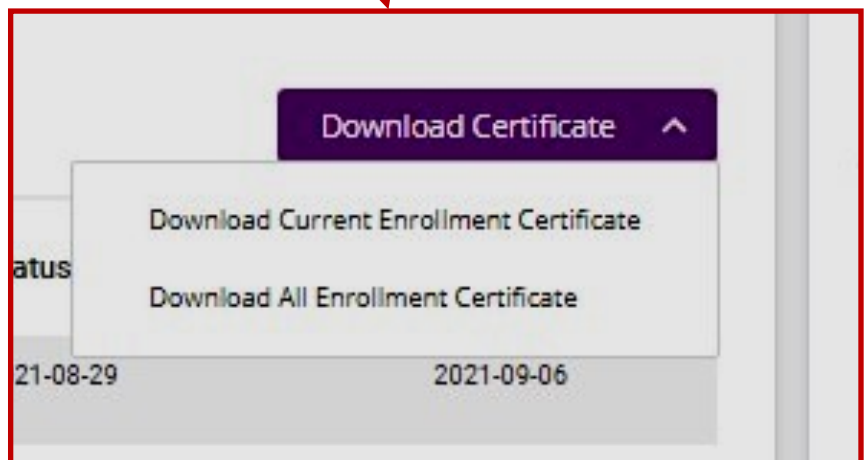 Download Certificate
Download Current Enrollment Certificate
atus
Download All Enrollment Certificate
21-08-29 2021-09-06